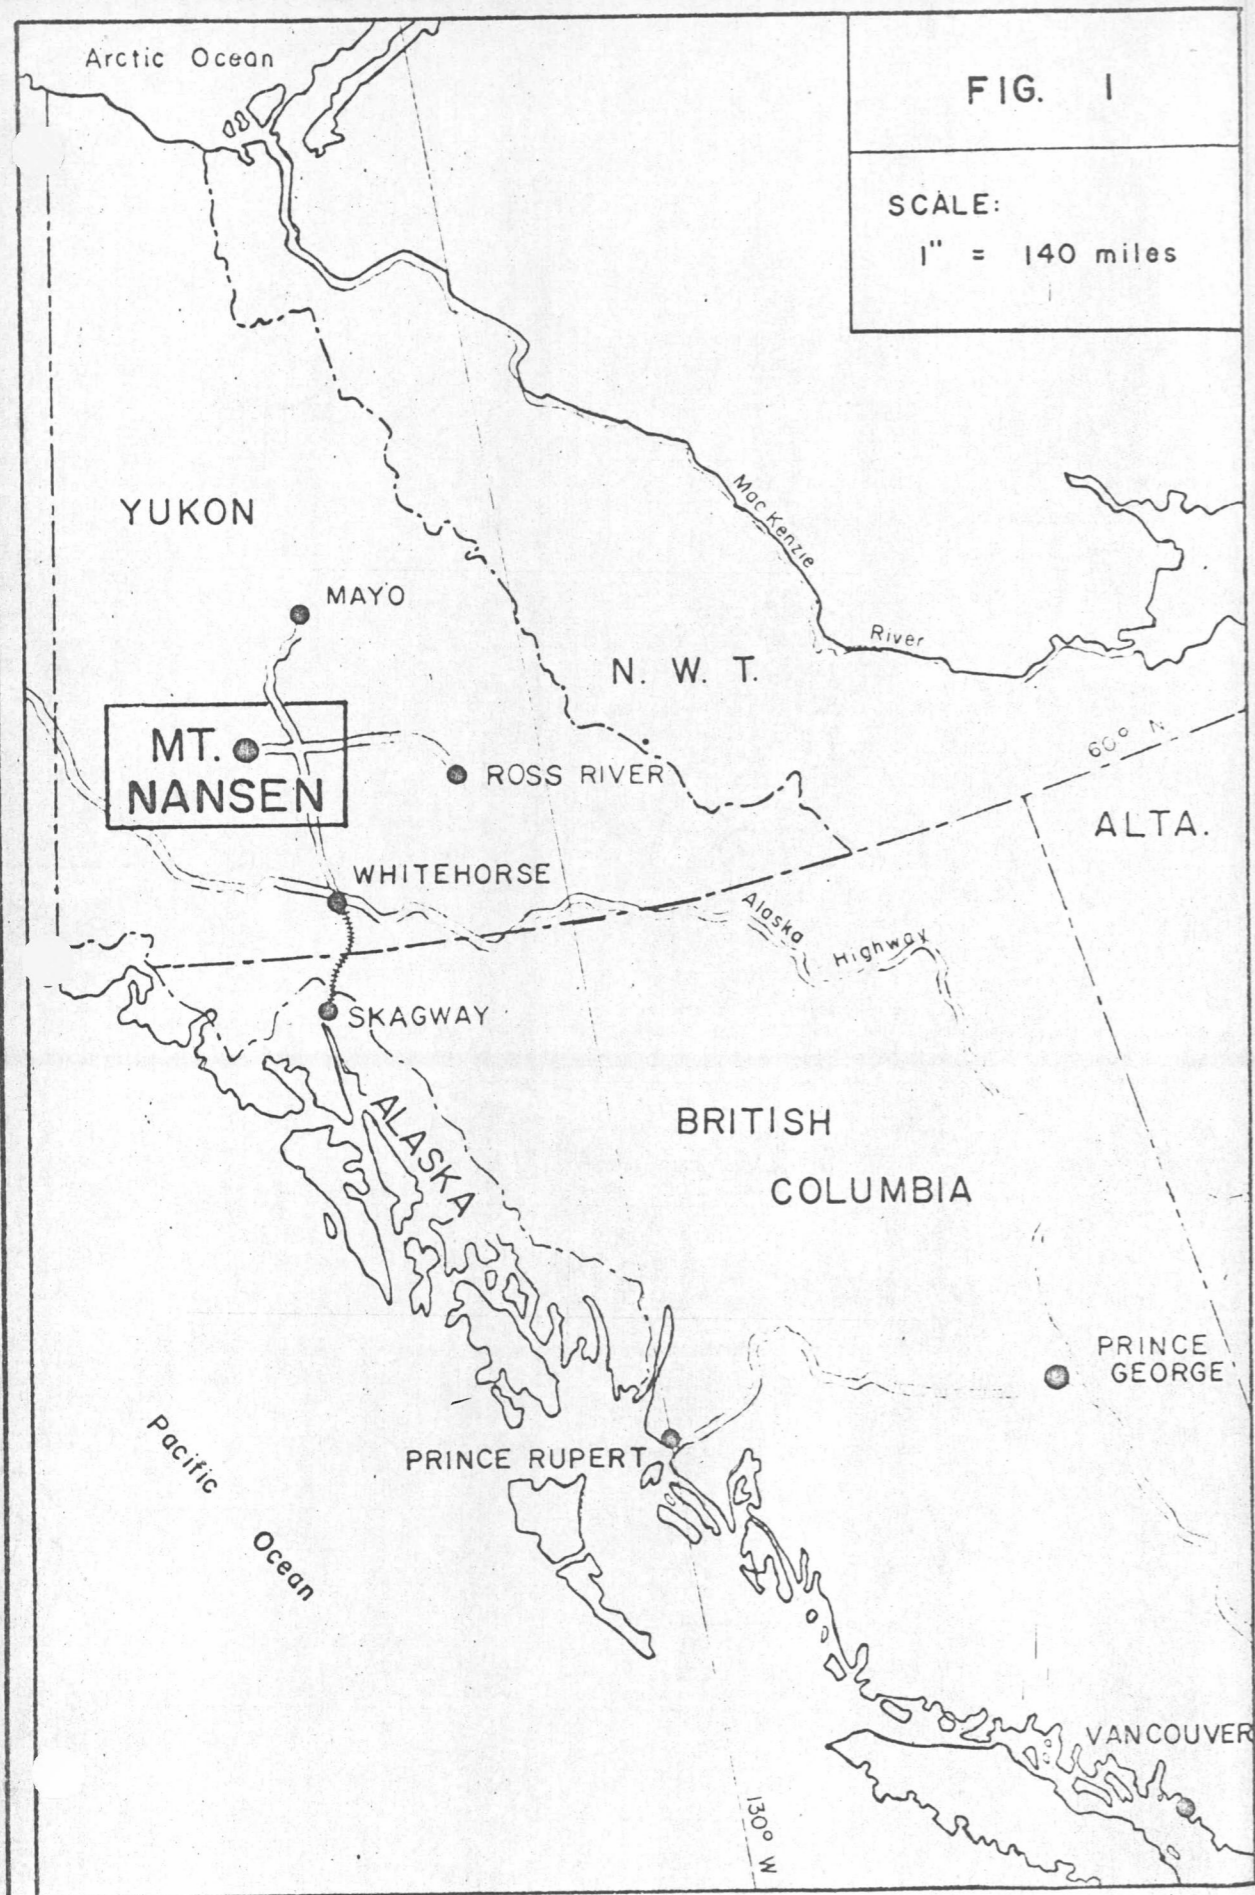 Arctic Ocean
FIG. 1
SCALE:
1" = 140 miles
YUKON
Mac Kenzie
River
MAYO
N. W. T.
60° N
MT.
NANSEN
ROSS RIVER
ALTA.
WHITEHORSE
Alaska
Highway
SKAGWAY
ALASKA
BRITISH
COLUMBIA
PRINCE
GEORGE
PRINCE RUPERT
Pacific
Ocean
VANCOUVER
130° W